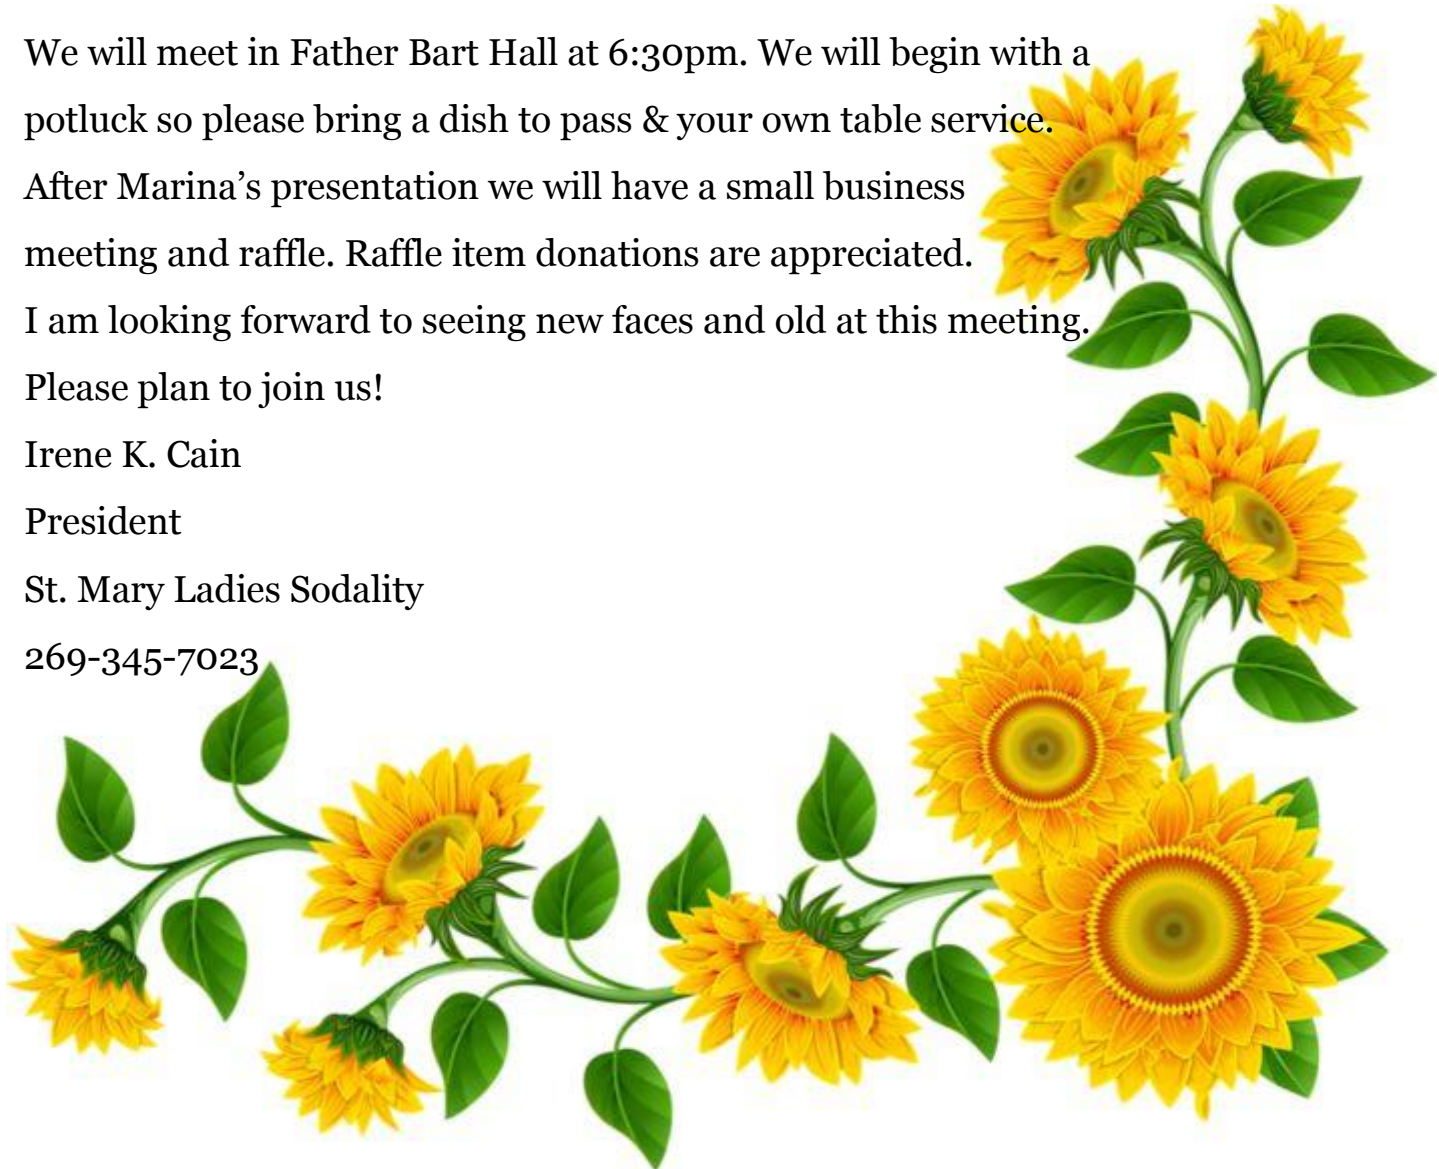 We will meet in Father Bart Hall at 6:30pm. We will begin with a
potluck so please bring a dish to pass & your own table service.
After Marina’s presentation we will have a small business
meeting and raffle. Raffle item donations are appreciated.
I am looking forward to seeing new faces and old at this meeting.
Please plan to join us!
Irene K. Cain
President
St. Mary Ladies Sodality
269-345-7023